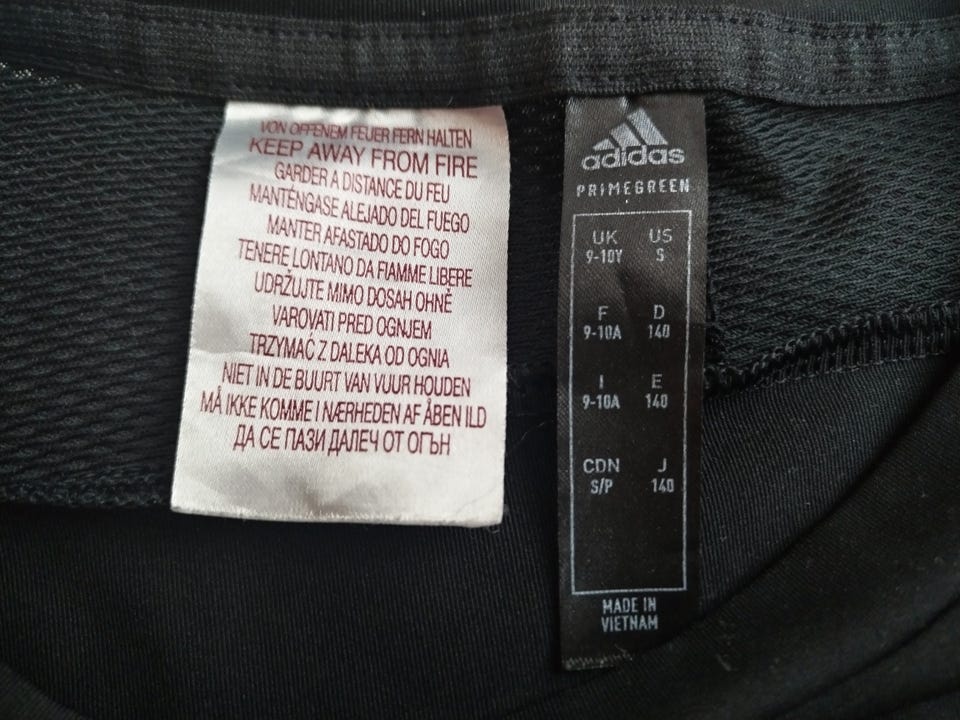 VON OFFENEM FEUER FERN HALTEN
KEEP AWAY FROM FIRE
GARDER A DISTANCE DU FEU
MANTÉNGASE ALEJADO DEL FUEGO
MANTER AFASTADO DO FOGO
TENERE LONTANO DA FIAMME LIBERE
UDRŽUJTE MIMO DOSAH OHNĚ
VAROVATI PRED OGNJEM
TRZYMAĆ Z DALEKA OD OGNIA
NIET IN DE BUURT VAN VUUR HOUDEN
MÅ IKKE KOMME I NÆRHEDEN AF ÅBEN ILD
ДА СЕ ПАЗИ ДАЛЕЧ ОТ ОГЪН
adidas
PRIMEGREEN
UK US
9-10Y S
F D
9-10A 140
I E
9-10A 140
CDN J
S/P 140
MADE IN
VIETNAM